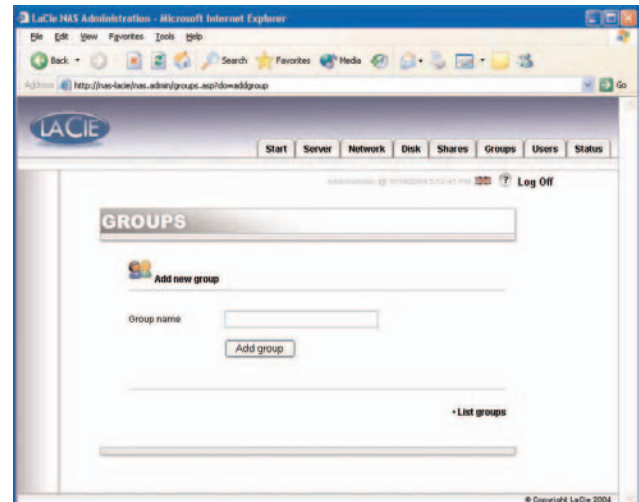 LaCie NAS Administration - Microsoft Internet Explorer
File Edit View Favorites Tools Help
Back Search Favorites Media
Address http://nas-lacie/nas.admin/groups.asp?do=addgroup Go
LACIE
Start Server Network Disk Shares Groups Users Status
? Log Off
GROUPS
Add new group
Group name
Add group
• List groups
© Copyright LaCie 2004